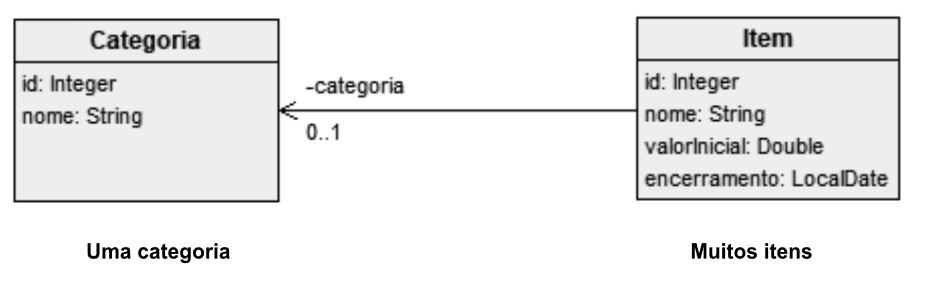 Categoria
id: Integer
nome: String
-categoria
0..1
Item
id: Integer
nome: String
valorInicial: Double
encerramento: LocalDate
Uma categoria
Muitos itens